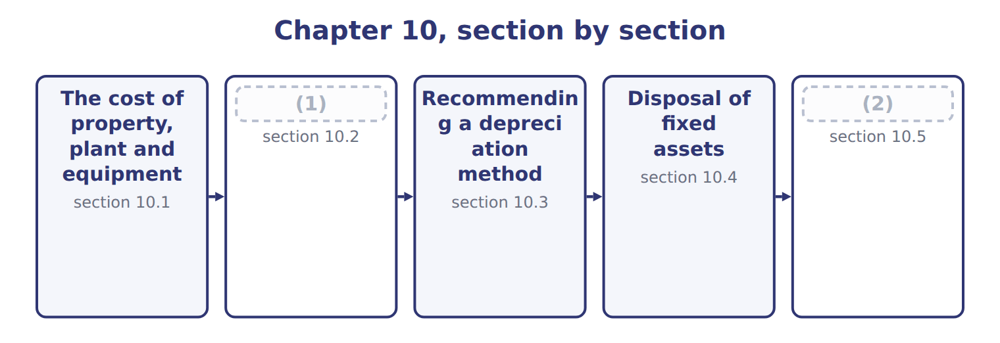 Chapter 10, section by section
The cost of
property,
plant and
equipment
section 10.1
(1)
section 10.2
Recommendin
g a depreci
ation
method
section 10.3
Disposal of
fixed
assets
section 10.4
(2)
section 10.5